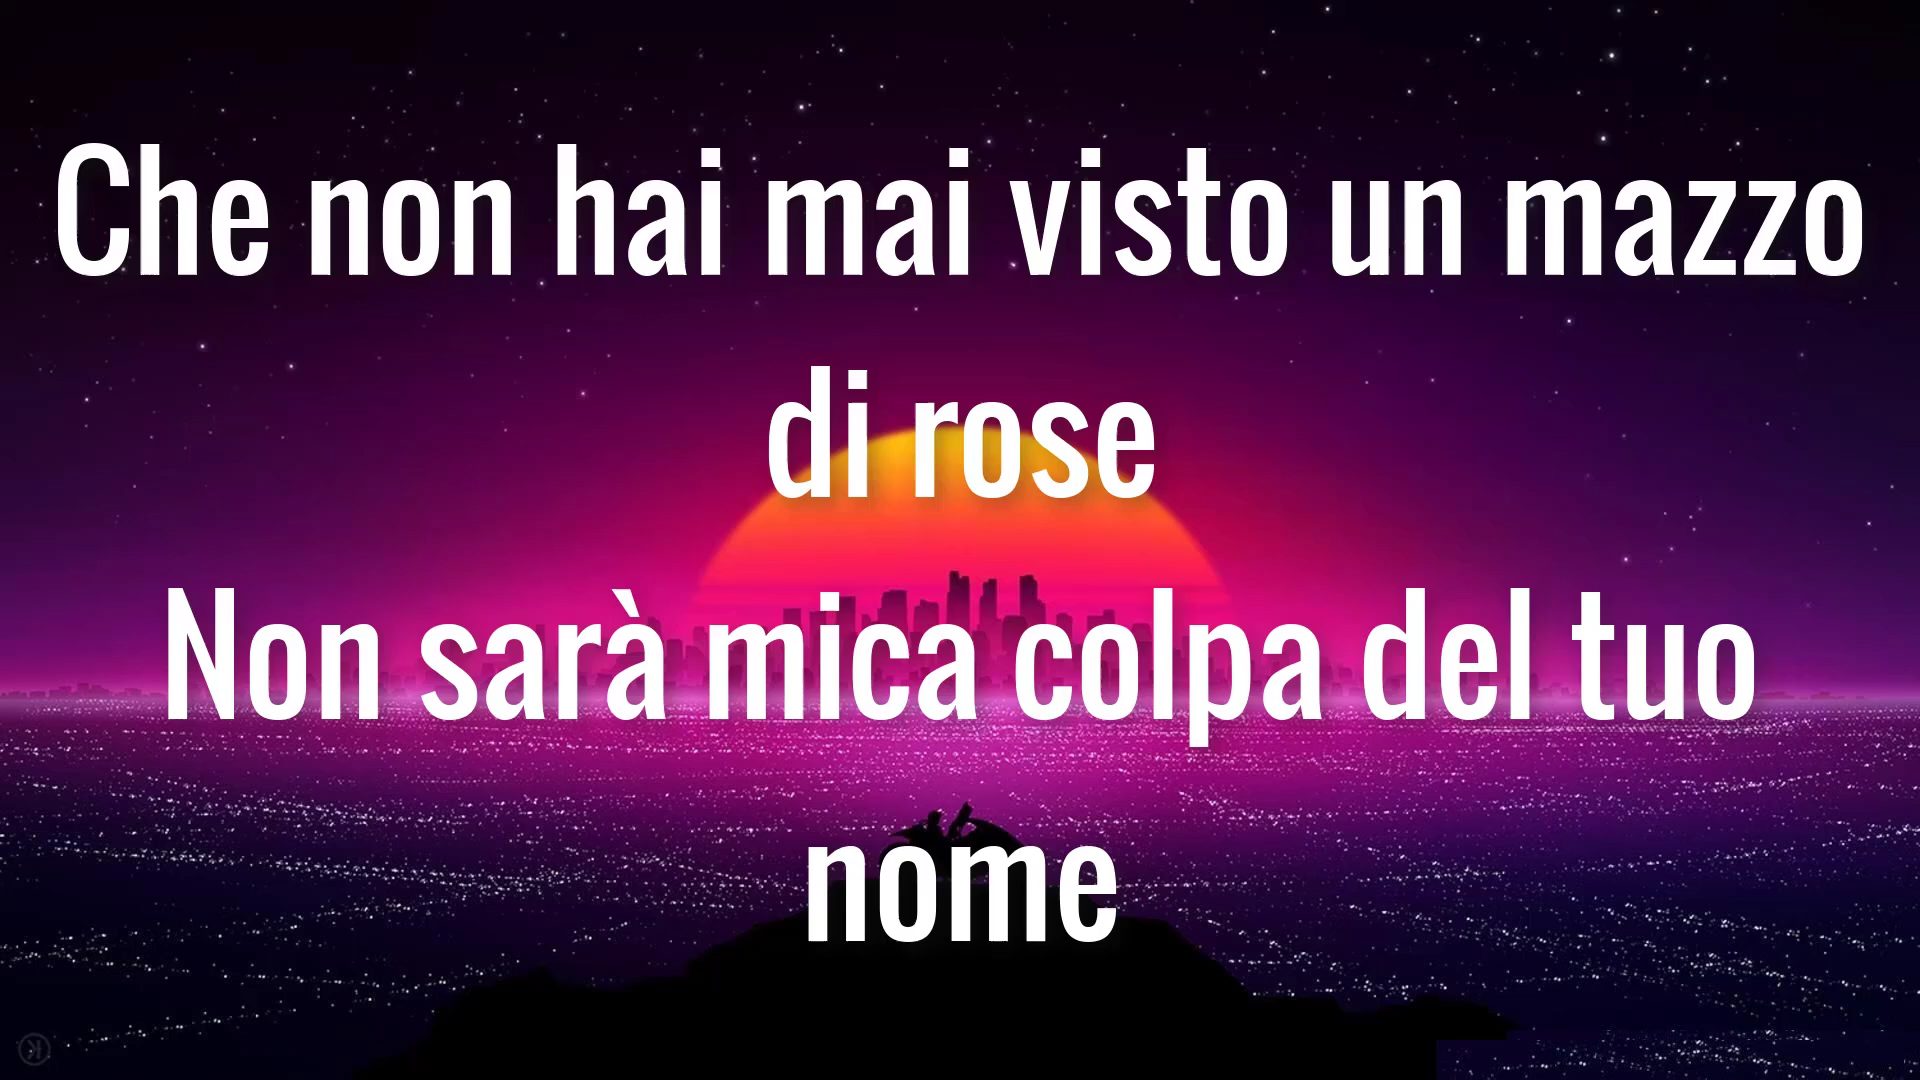 Che non hai mai visto un mazzo
di rose
Non sarà mica colpa del tuo
nome